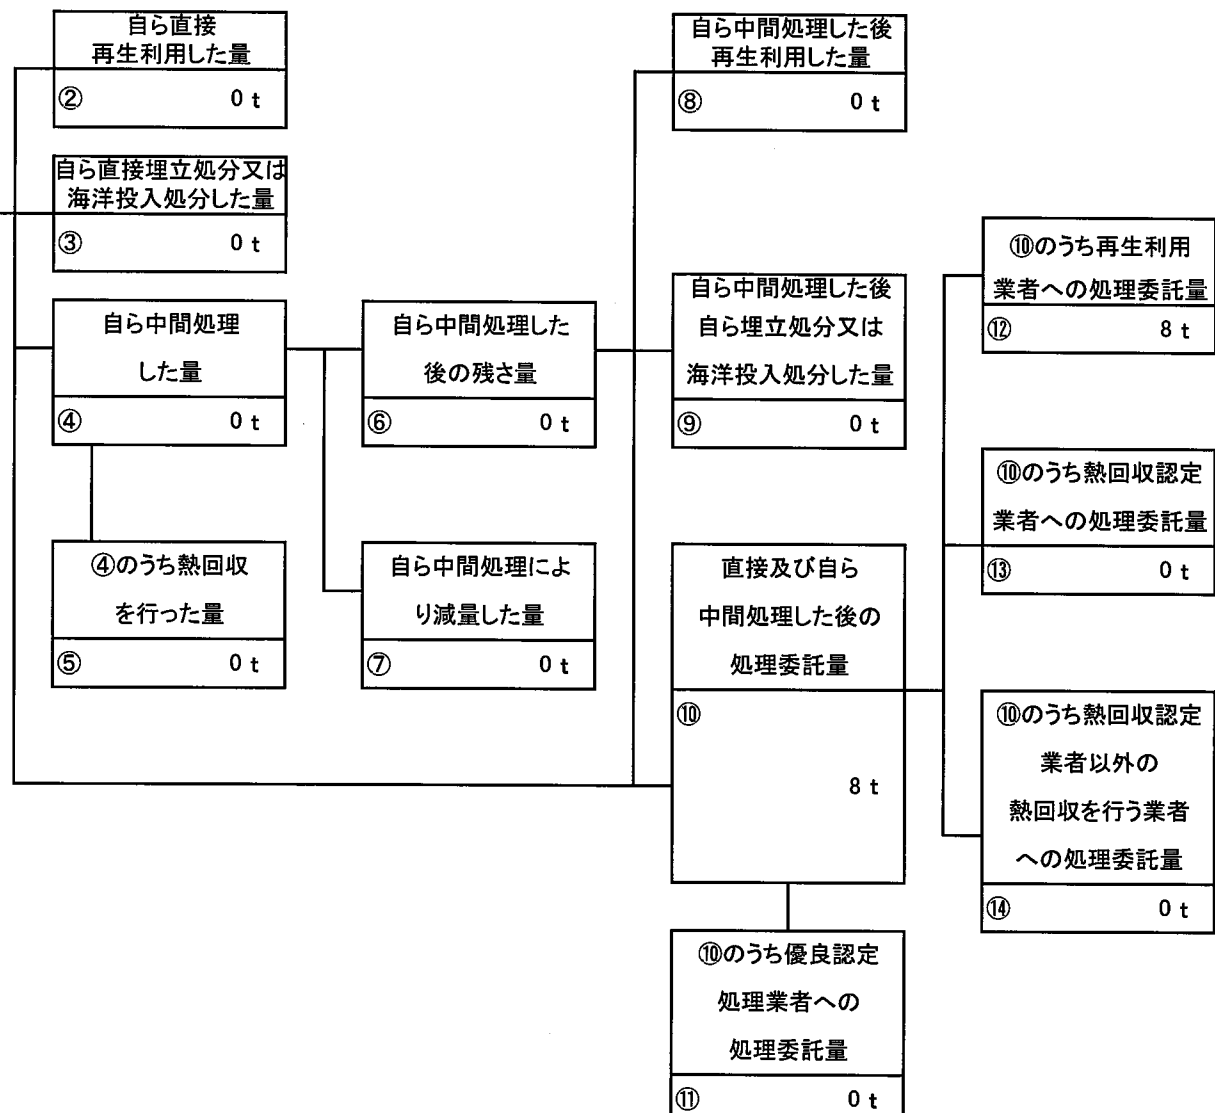 自ら直接
再生利用した量
② 0 t
自ら直接埋立処分又は
海洋投入処分した量
③ 0 t
自ら中間処理
した量
④ 0 t
④のうち熱回収
を行った量
⑤ 0 t
自ら中間処理した
後の残さ量
⑥ 0 t
自ら中間処理によ
り減量した量
⑦ 0 t
自ら中間処理した後
再生利用した量
⑧ 0 t
自ら中間処理した後
自ら埋立処分又は
海洋投入処分した量
⑨ 0 t
直接及び自ら
中間処理した後の
処理委託量
⑩
8 t
⑩のうち優良認定
処理業者への
処理委託量
⑪ 0 t
⑩のうち再生利用
業者への処理委託量
⑫ 8 t
⑩のうち熱回収認定
業者への処理委託量
⑬ 0 t
⑩のうち熱回収認定
業者以外の
熱回収を行う業者
への処理委託量
⑭ 0 t